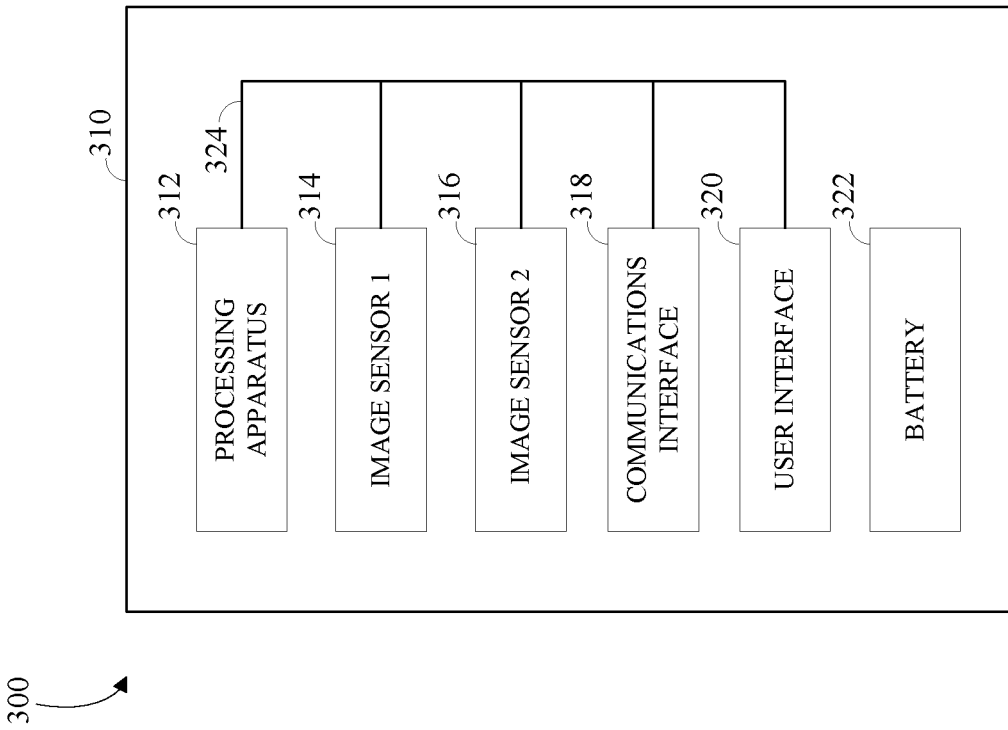 300
310
312
PROCESSING
APPARATUS
324
314
IMAGE SENSOR 1
316
IMAGE SENSOR 2
318
COMMUNICATIONS
INTERFACE
320
USER INTERFACE
322
BATTERY